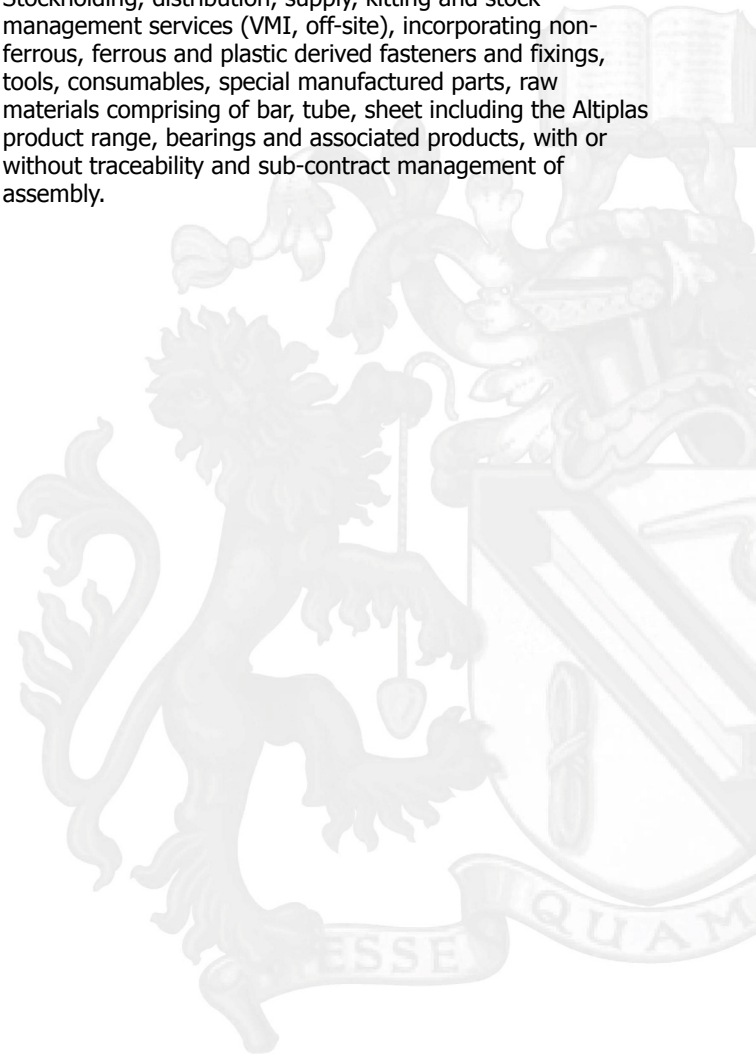 Stockholding, distribution, supply, kitting and stock
management services (VMI, off-site), incorporating non-
ferrous, ferrous and plastic derived fasteners and fixings,
tools, consumables, special manufactured parts, raw
materials comprising of bar, tube, sheet including the Altiplas
product range, bearings and associated products, with or
without traceability and sub-contract management of
assembly.
ESSE QUAM